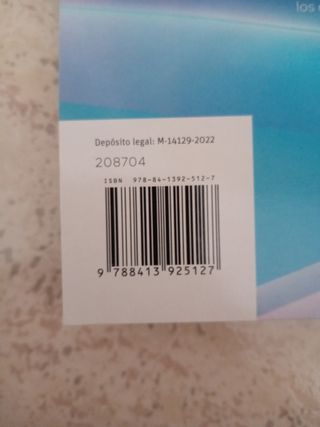 los
Depósito legal: M-14129-2022
208704
ISBN 978-84-1392-512-7
9 788413 925127